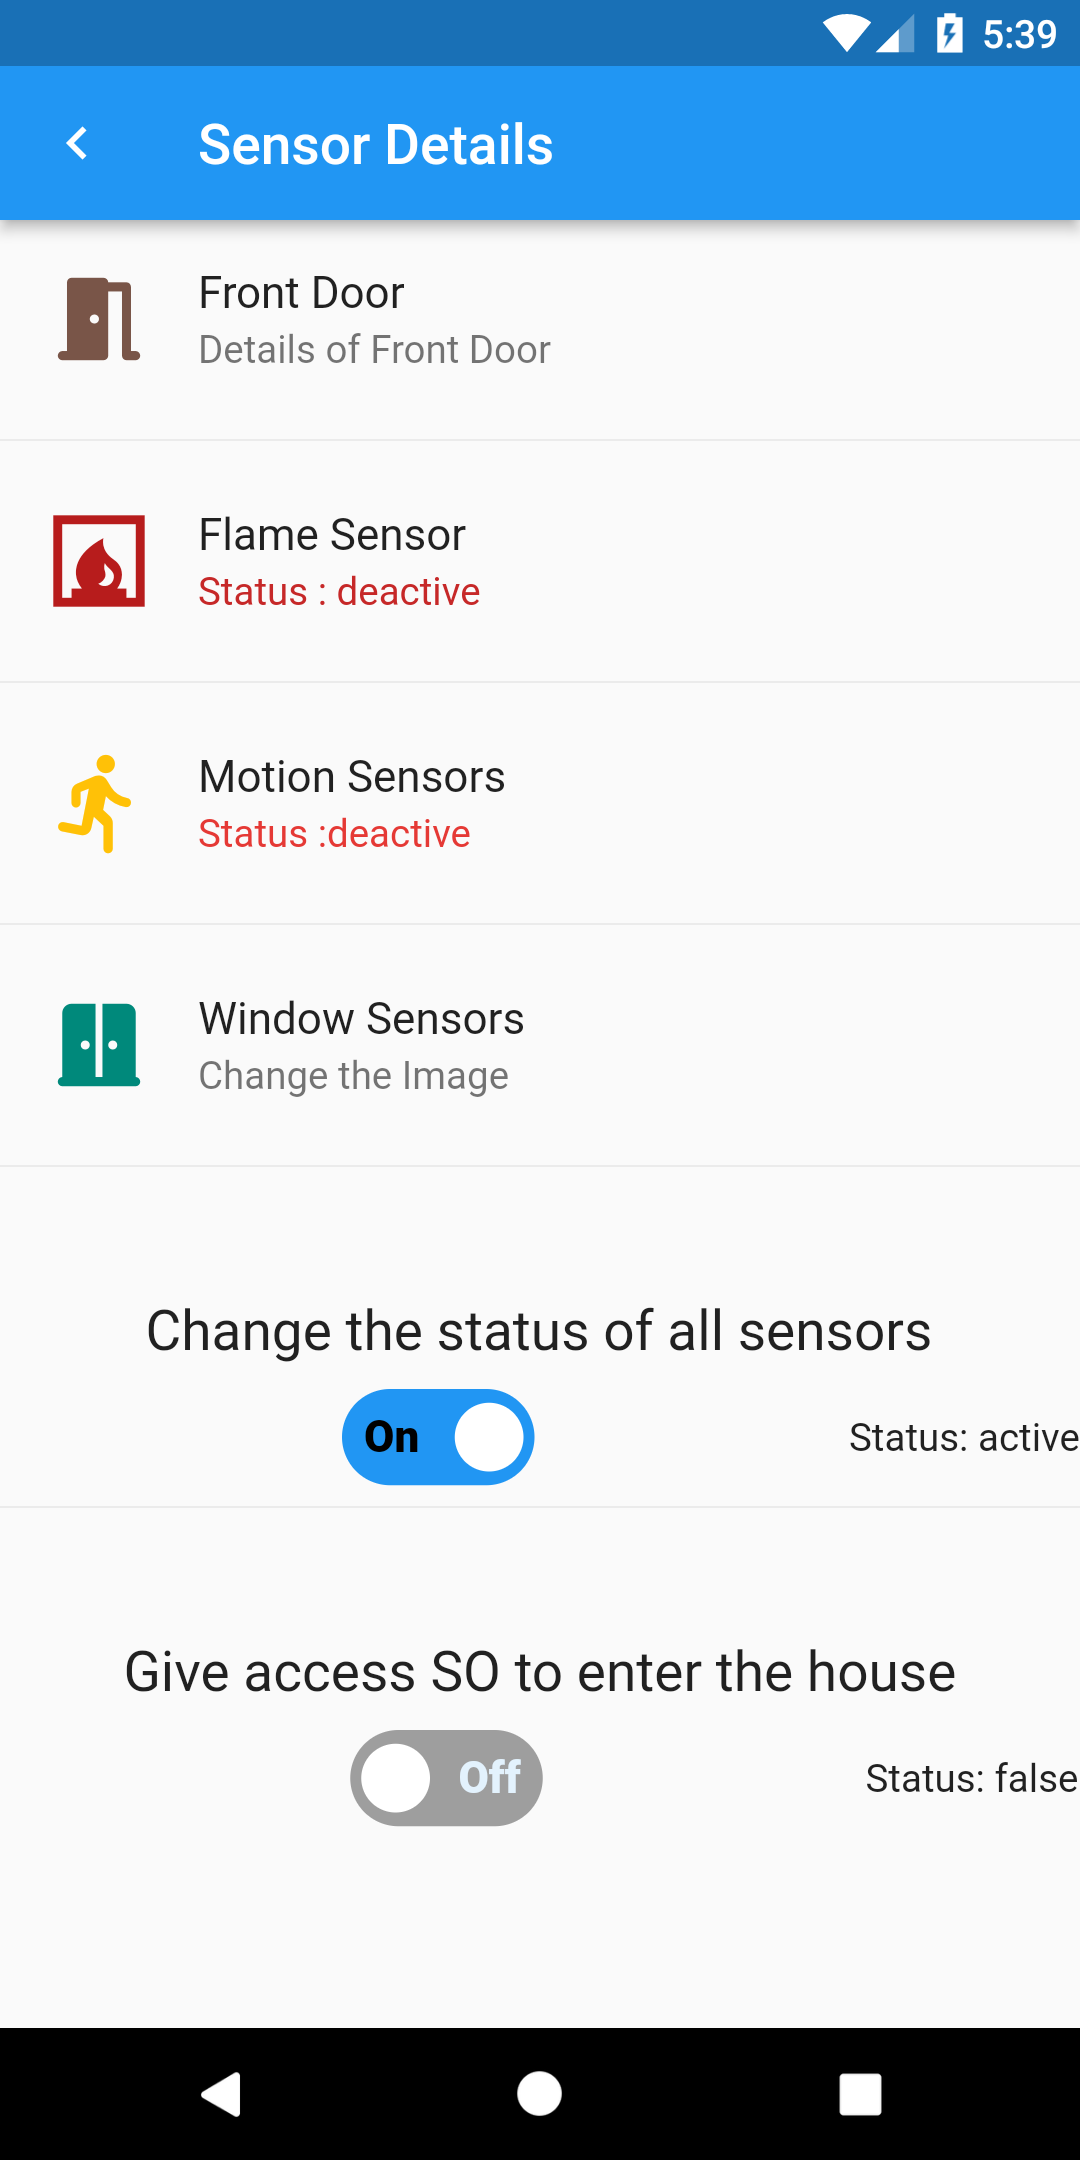 5:39
Sensor Details
Front Door
Details of Front Door
Flame Sensor
Status : deactive
Motion Sensors
Status :deactive
Window Sensors
Change the Image
Change the status of all sensors
On
Status: active
Give access SO to enter the house
Off
Status: false